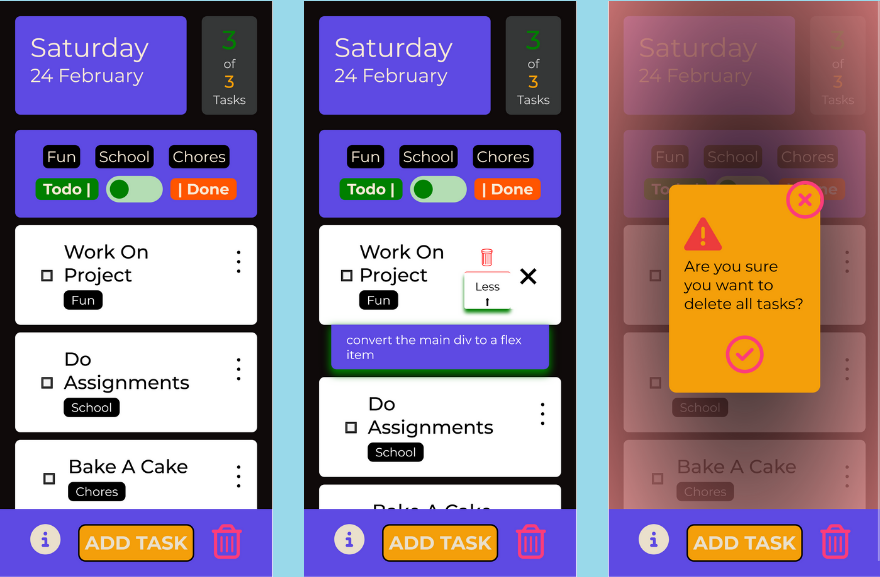 Saturday
24 February
3
of
3
Tasks
Fun School Chores
Todo | | Done
Work On
Project
Fun
Do
Assignments
School
Bake A Cake
Chores
i ADD TASK
Saturday
24 February
3
of
3
Tasks
Fun School Chores
Todo | | Done
Work On
Project
Fun
Less
convert the main div to a flex
item
Do
Assignments
School
i ADD TASK
Saturday
24 February
3
of
3
Tasks
Fun School Chores
Are you sure
you want to
delete all tasks?
School
Bake A Cake
Chores
i ADD TASK